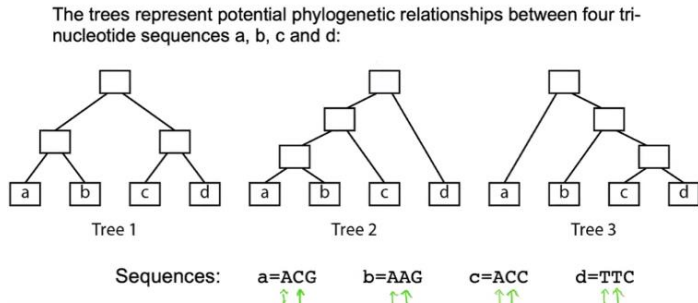 The trees represent potential phylogenetic relationships between four tri-
nucleotide sequences a, b, c and d:
a b c d a b c d a b c d
Tree 1 Tree 2 Tree 3
Sequences: a=ACG b=AAG c=ACC d=TTC